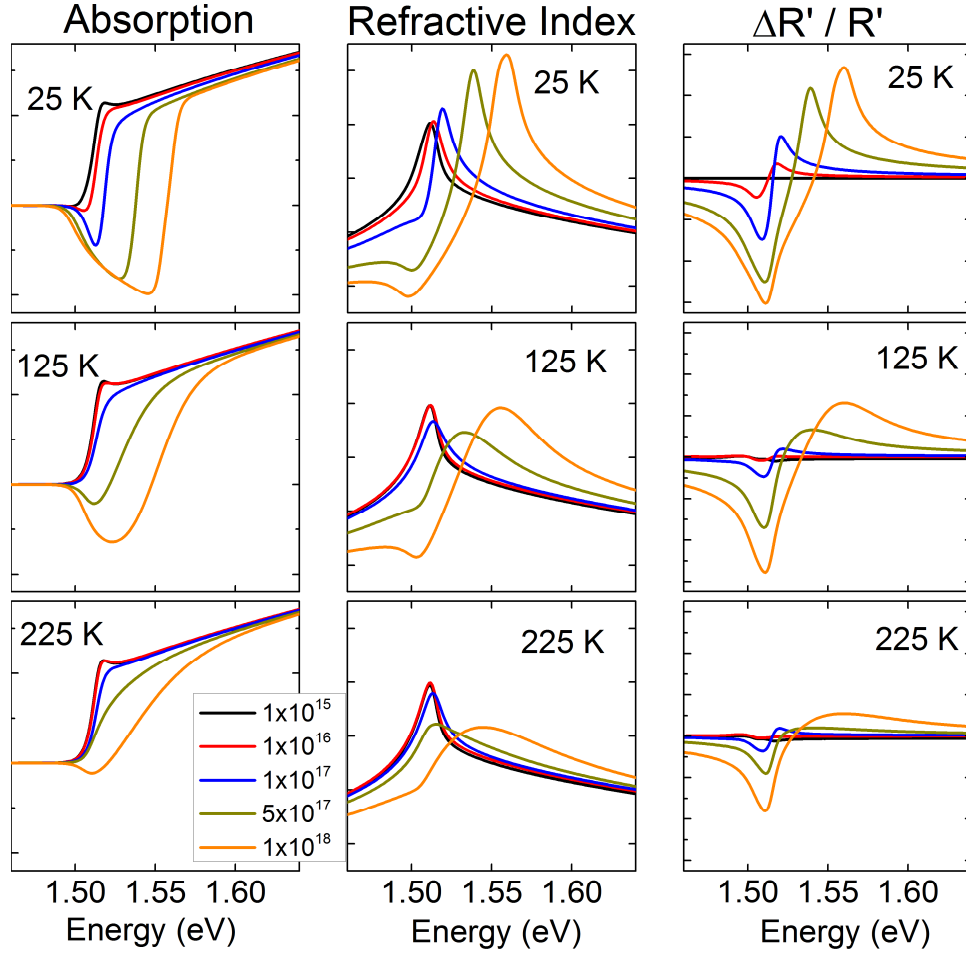 Absorption
Refractive Index
ΔR' / R'
25 K
25 K
25 K
125 K
125 K
125 K
225 K
225 K
225 K
1x10¹⁵
1x10¹⁶
1x10¹⁷
5x10¹⁷
1x10¹⁸
1.50 1.55 1.60
1.50 1.55 1.60
1.50 1.55 1.60
Energy (eV)
Energy (eV)
Energy (eV)